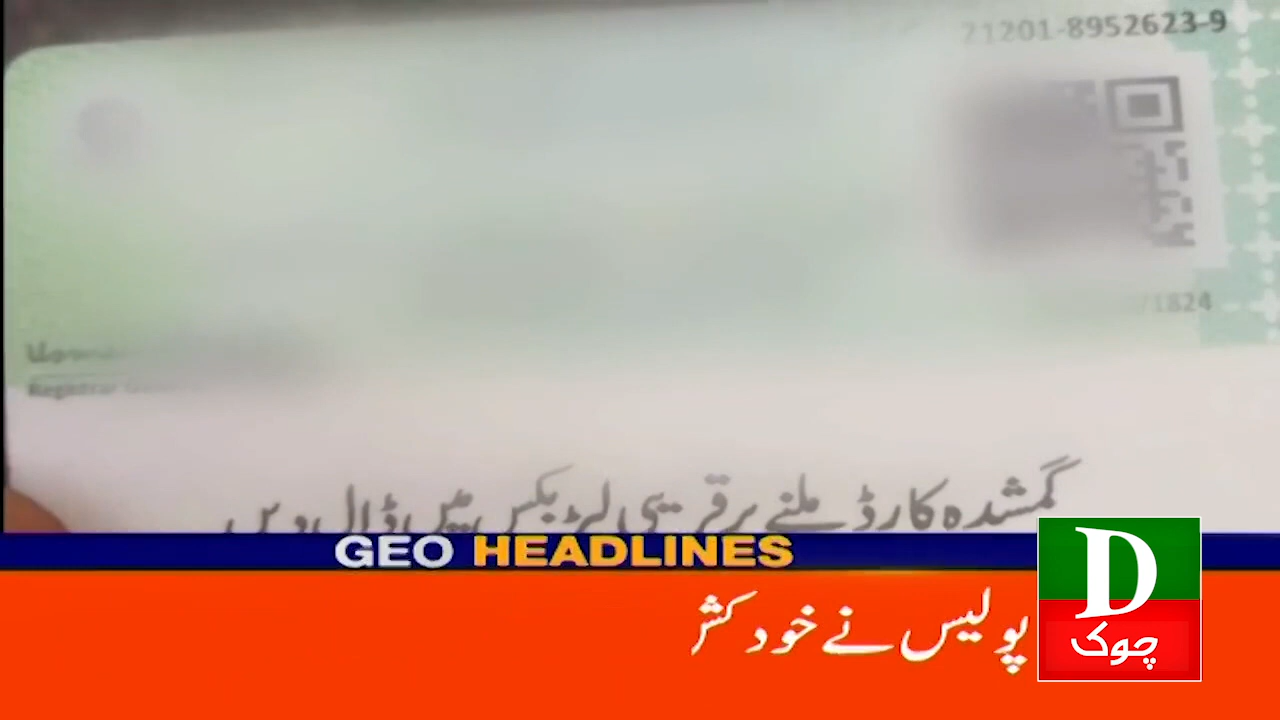 21201-8952623-9
1824
Registrar
گمشدہ کارڈ ملنے پر قریبی لیٹر بکس میں ڈال دیں
GEO HEADLINES
پولیس نے خودکش
D
چوک